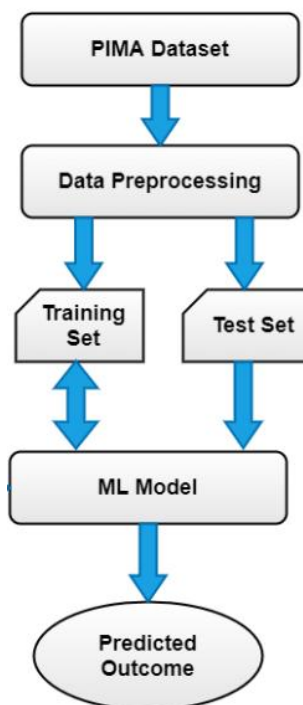 PIMA Dataset
Data Preprocessing
Training
Set
Test Set
ML Model
Predicted
Outcome